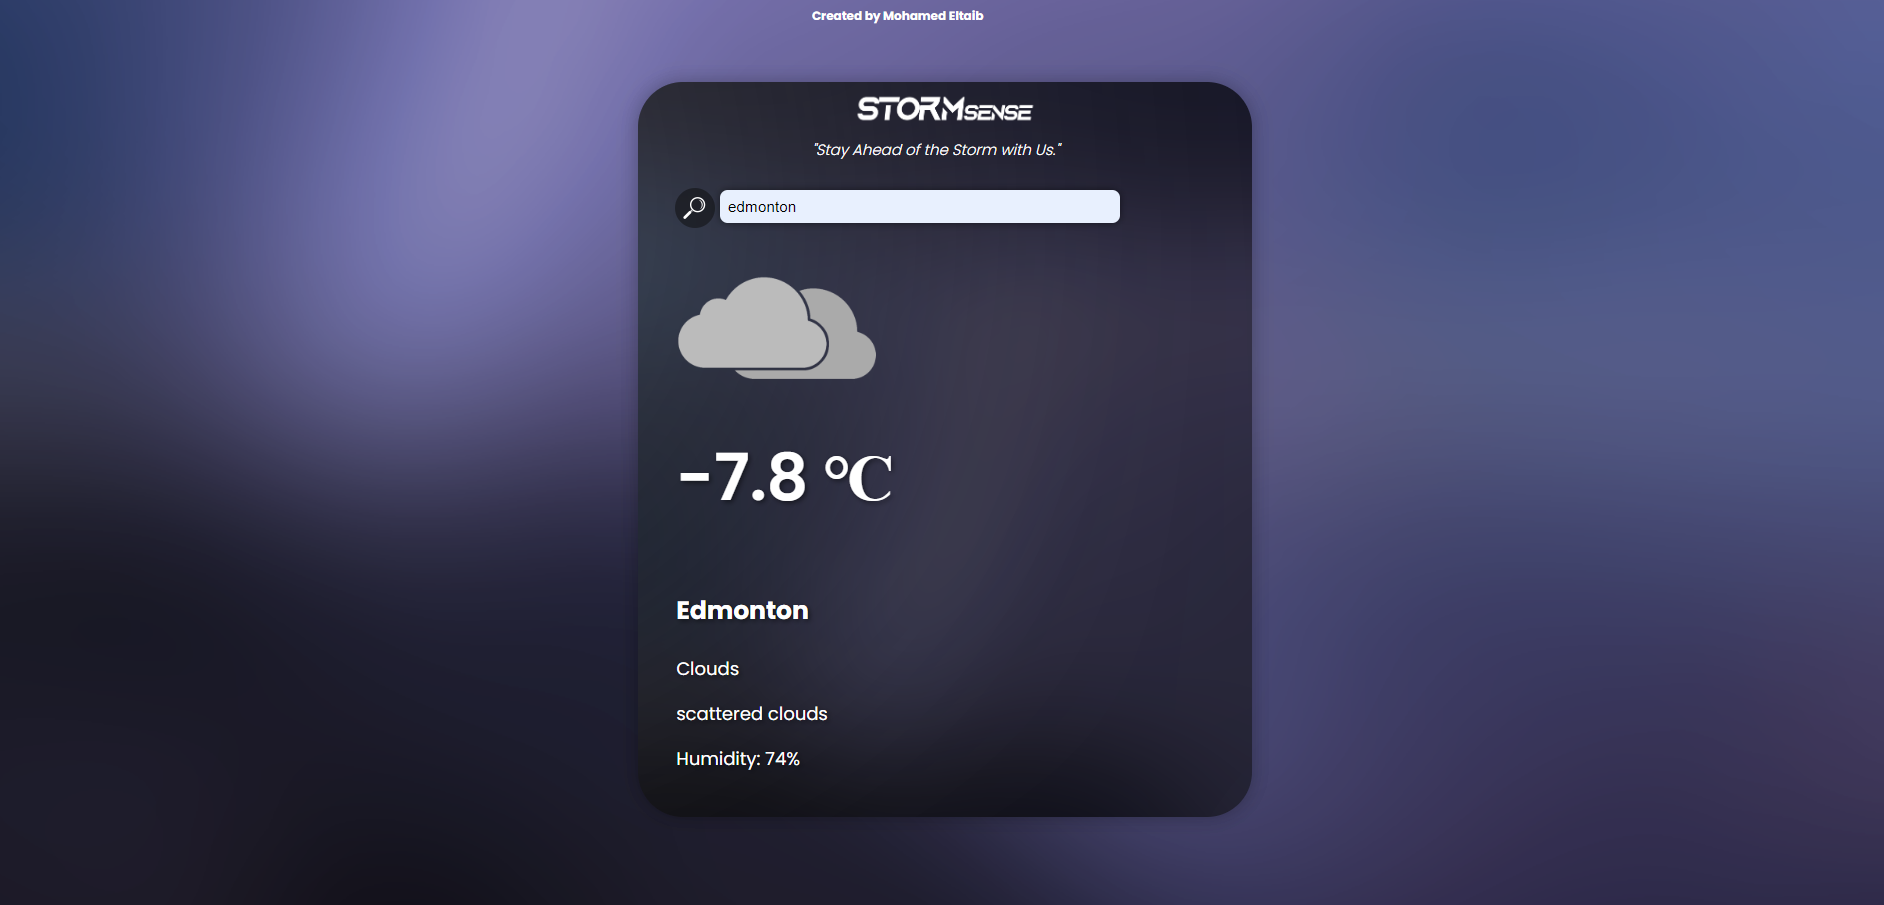 Created by Mohamed Eltaib
STORMSENSE
"Stay Ahead of the Storm with Us."
edmonton
-7.8 °C
Edmonton
Clouds
scattered clouds
Humidity: 74%